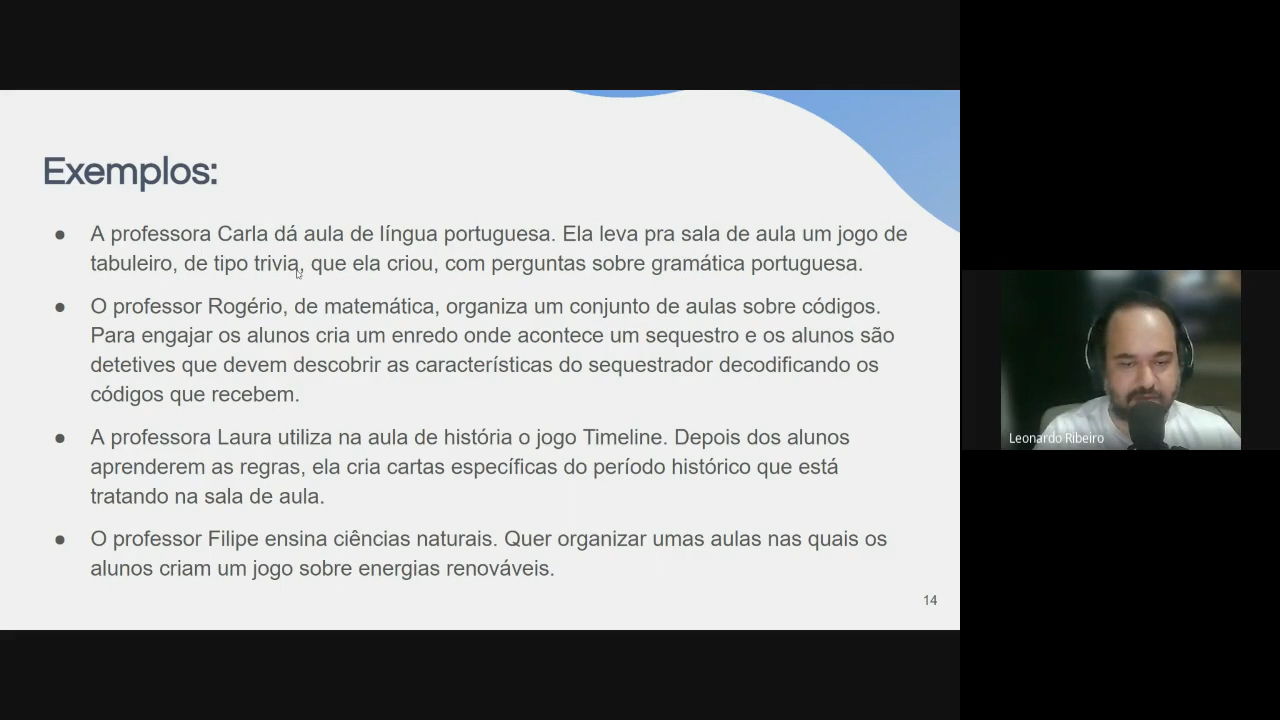 Exemplos:
● A professora Carla dá aula de língua portuguesa. Ela leva pra sala de aula um jogo de
tabuleiro, de tipo trivia, que ela criou, com perguntas sobre gramática portuguesa.
● O professor Rogério, de matemática, organiza um conjunto de aulas sobre códigos.
Para engajar os alunos cria um enredo onde acontece um sequestro e os alunos são
detetives que devem descobrir as características do sequestrador decodificando os
códigos que recebem.
● A professora Laura utiliza na aula de história o jogo Timeline. Depois dos alunos
aprenderem as regras, ela cria cartas específicas do período histórico que está
tratando na sala de aula.
● O professor Filipe ensina ciências naturais. Quer organizar umas aulas nas quais os
alunos criam um jogo sobre energias renováveis.
14
Leonardo Ribeiro